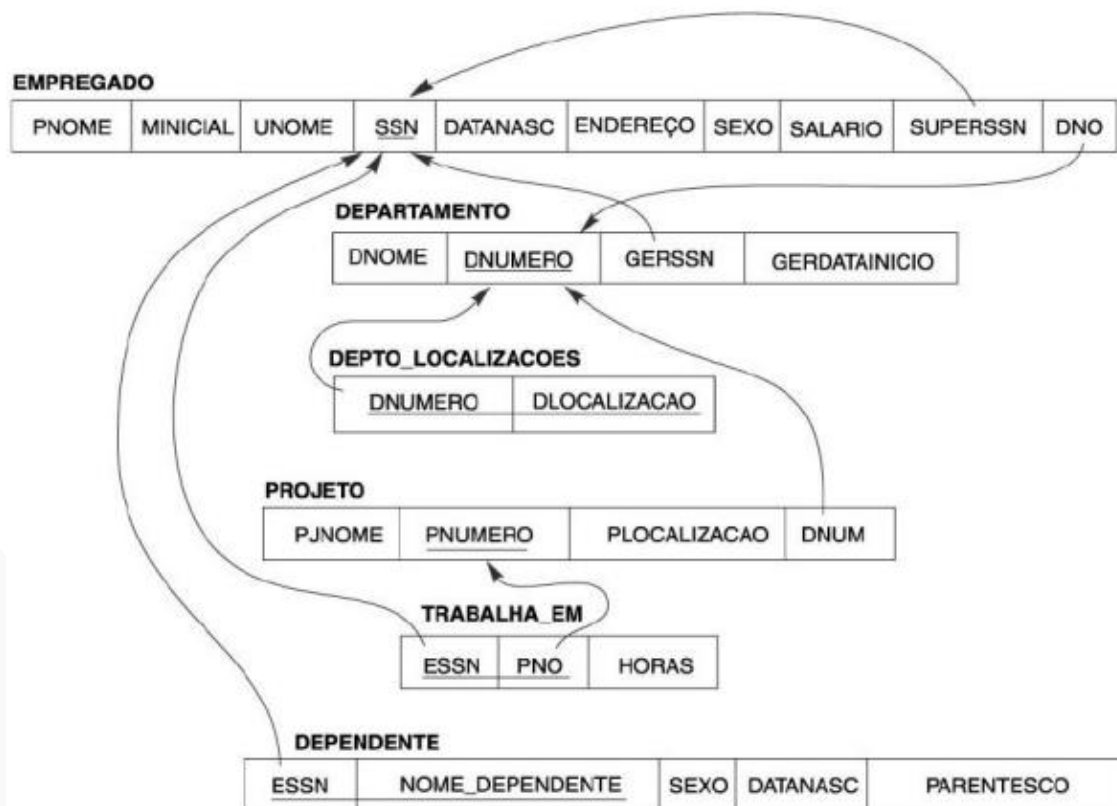 EMPREGADO
PNOME MINICIAL UNOME SSN DATANASC ENDEREÇO SEXO SALARIO SUPERSSN DNO
DEPARTAMENTO
DNOME DNUMERO GERSSN GERDATAINICIO
DEPTO_LOCALIZACOES
DNUMERO DLOCALIZACAO
PROJETO
PJNOME PNUMERO PLOCALIZACAO DNUM
TRABALHA_EM
ESSN PNO HORAS
DEPENDENTE
ESSN NOME_DEPENDENTE SEXO DATANASC PARENTESCO